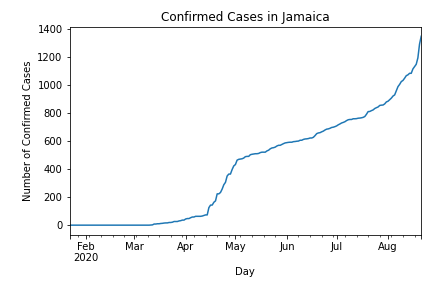 Confirmed Cases in Jamaica
Number of Confirmed Cases
1400
1200
1000
800
600
400
200
0
Feb Mar Apr May Jun Jul Aug
2020
Day